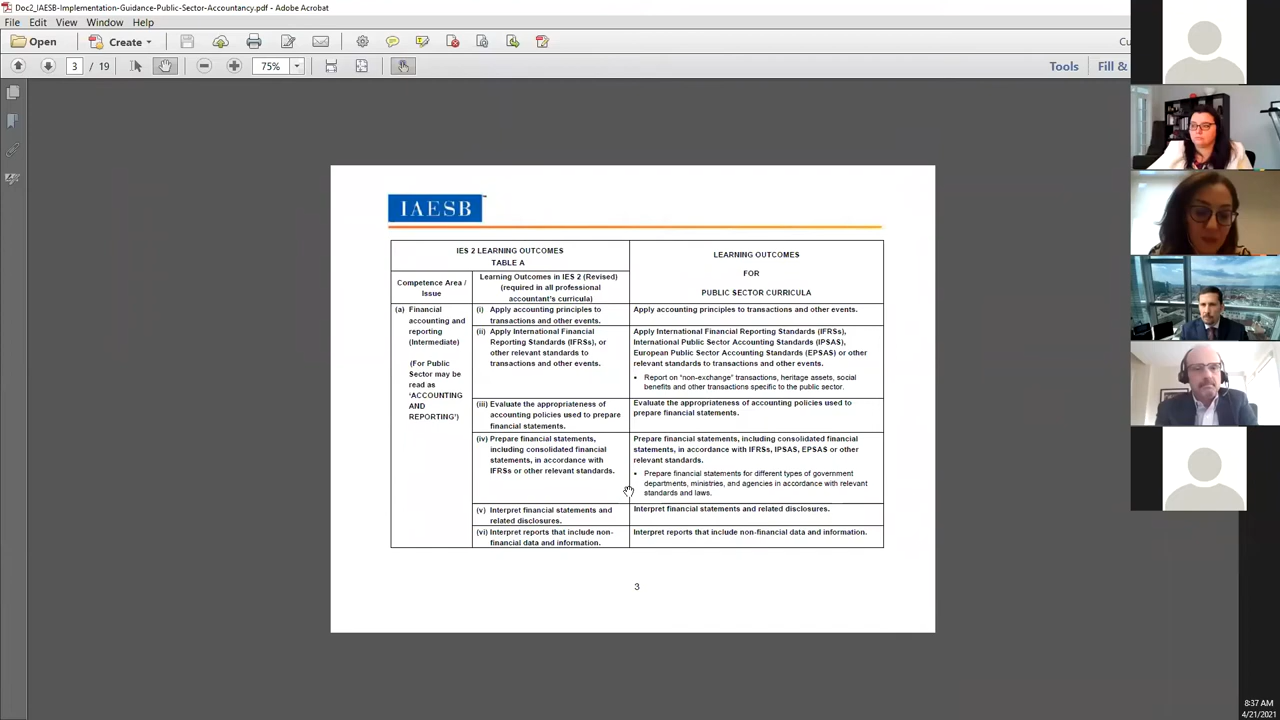 Doc2_IAESB-Implementation-Guidance-Public-Sector-Accountancy.pdf - Adobe Acrobat
File Edit View Window Help
Open Create
3 / 19 75% Tools Fill &
IAESB
IES 2 LEARNING OUTCOMES
TABLE A
LEARNING OUTCOMES
FOR
PUBLIC SECTOR CURRICULA
Competence Area /
Issue
Learning Outcomes in IES 2 (Revised)
(required in all professional
accountant's curricula)
(a) Financial
accounting and
reporting
(Intermediate)
(For Public
Sector may be
read as
'ACCOUNTING
AND
REPORTING')
(i) Apply accounting principles to
transactions and other events.
Apply accounting principles to transactions and other events.
(ii) Apply International Financial
Reporting Standards (IFRSs), or
other relevant standards to
transactions and other events.
Apply International Financial Reporting Standards (IFRSs),
International Public Sector Accounting Standards (IPSAS),
European Public Sector Accounting Standards (EPSAS) or other
relevant standards to transactions and other events.
• Report on "non-exchange" transactions, heritage assets, social
benefits and other transactions specific to the public sector.
(iii) Evaluate the appropriateness of
accounting policies used to prepare
financial statements.
Evaluate the appropriateness of accounting policies used to
prepare financial statements.
(iv) Prepare financial statements,
including consolidated financial
statements, in accordance with
IFRSs or other relevant standards.
Prepare financial statements, including consolidated financial
statements, in accordance with IFRSs, IPSAS, EPSAS or other
relevant standards.
• Prepare financial statements for different types of government
departments, ministries, and agencies in accordance with relevant
standards and laws.
(v) Interpret financial statements and
related disclosures.
Interpret financial statements and related disclosures.
(vi) Interpret reports that include non-
financial data and information.
Interpret reports that include non-financial data and information.
3
8:37 AM
4/21/2021